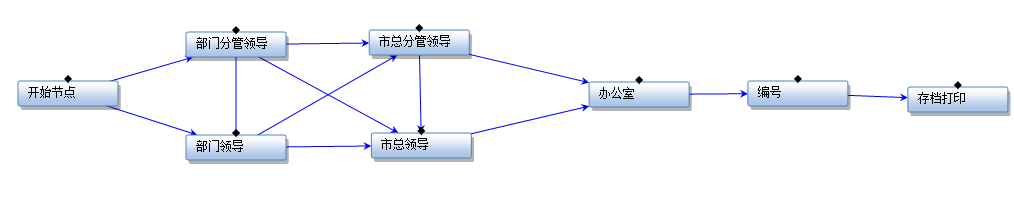 开始节点
部门分管领导
部门领导
市总分管领导
市总领导
办公室
编号
存档打印